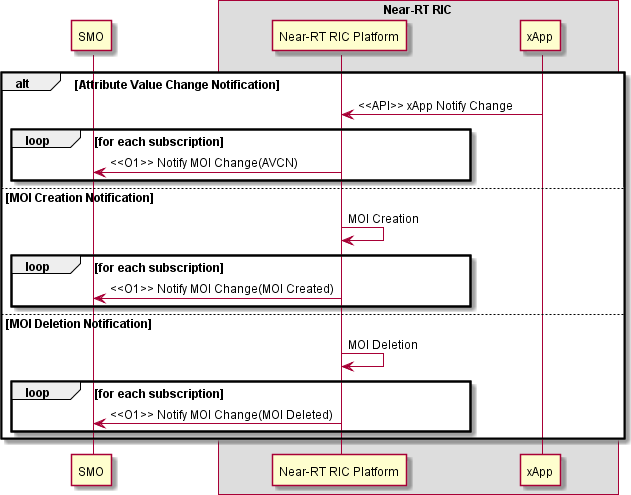 Near-RT RIC
SMO
Near-RT RIC Platform
xApp
alt
[Attribute Value Change Notification]
<<API>> xApp Notify Change
loop
[for each subscription]
<<O1>> Notify MOI Change(AVCN)
[MOI Creation Notification]
MOI Creation
loop
[for each subscription]
<<O1>> Notify MOI Change(MOI Created)
[MOI Deletion Notification]
MOI Deletion
loop
[for each subscription]
<<O1>> Notify MOI Change(MOI Deleted)
SMO
Near-RT RIC Platform
xApp